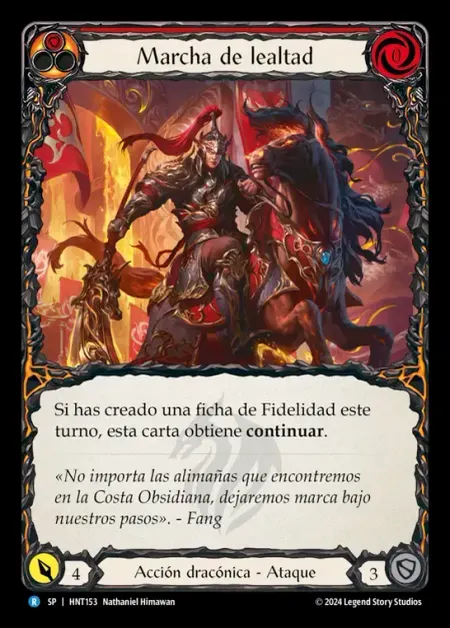 Marcha de lealtad
0
Si has creado una ficha de Fidelidad este
turno, esta carta obtiene continuar.
«No importa las alimañas que encontremos
en la Costa Obsidiana, dejaremos marca bajo
nuestros pasos». - Fang
4
Acción dracónica - Ataque
3
R SP | HNT153 Nathaniel Himawan
© 2024 Legend Story Studios